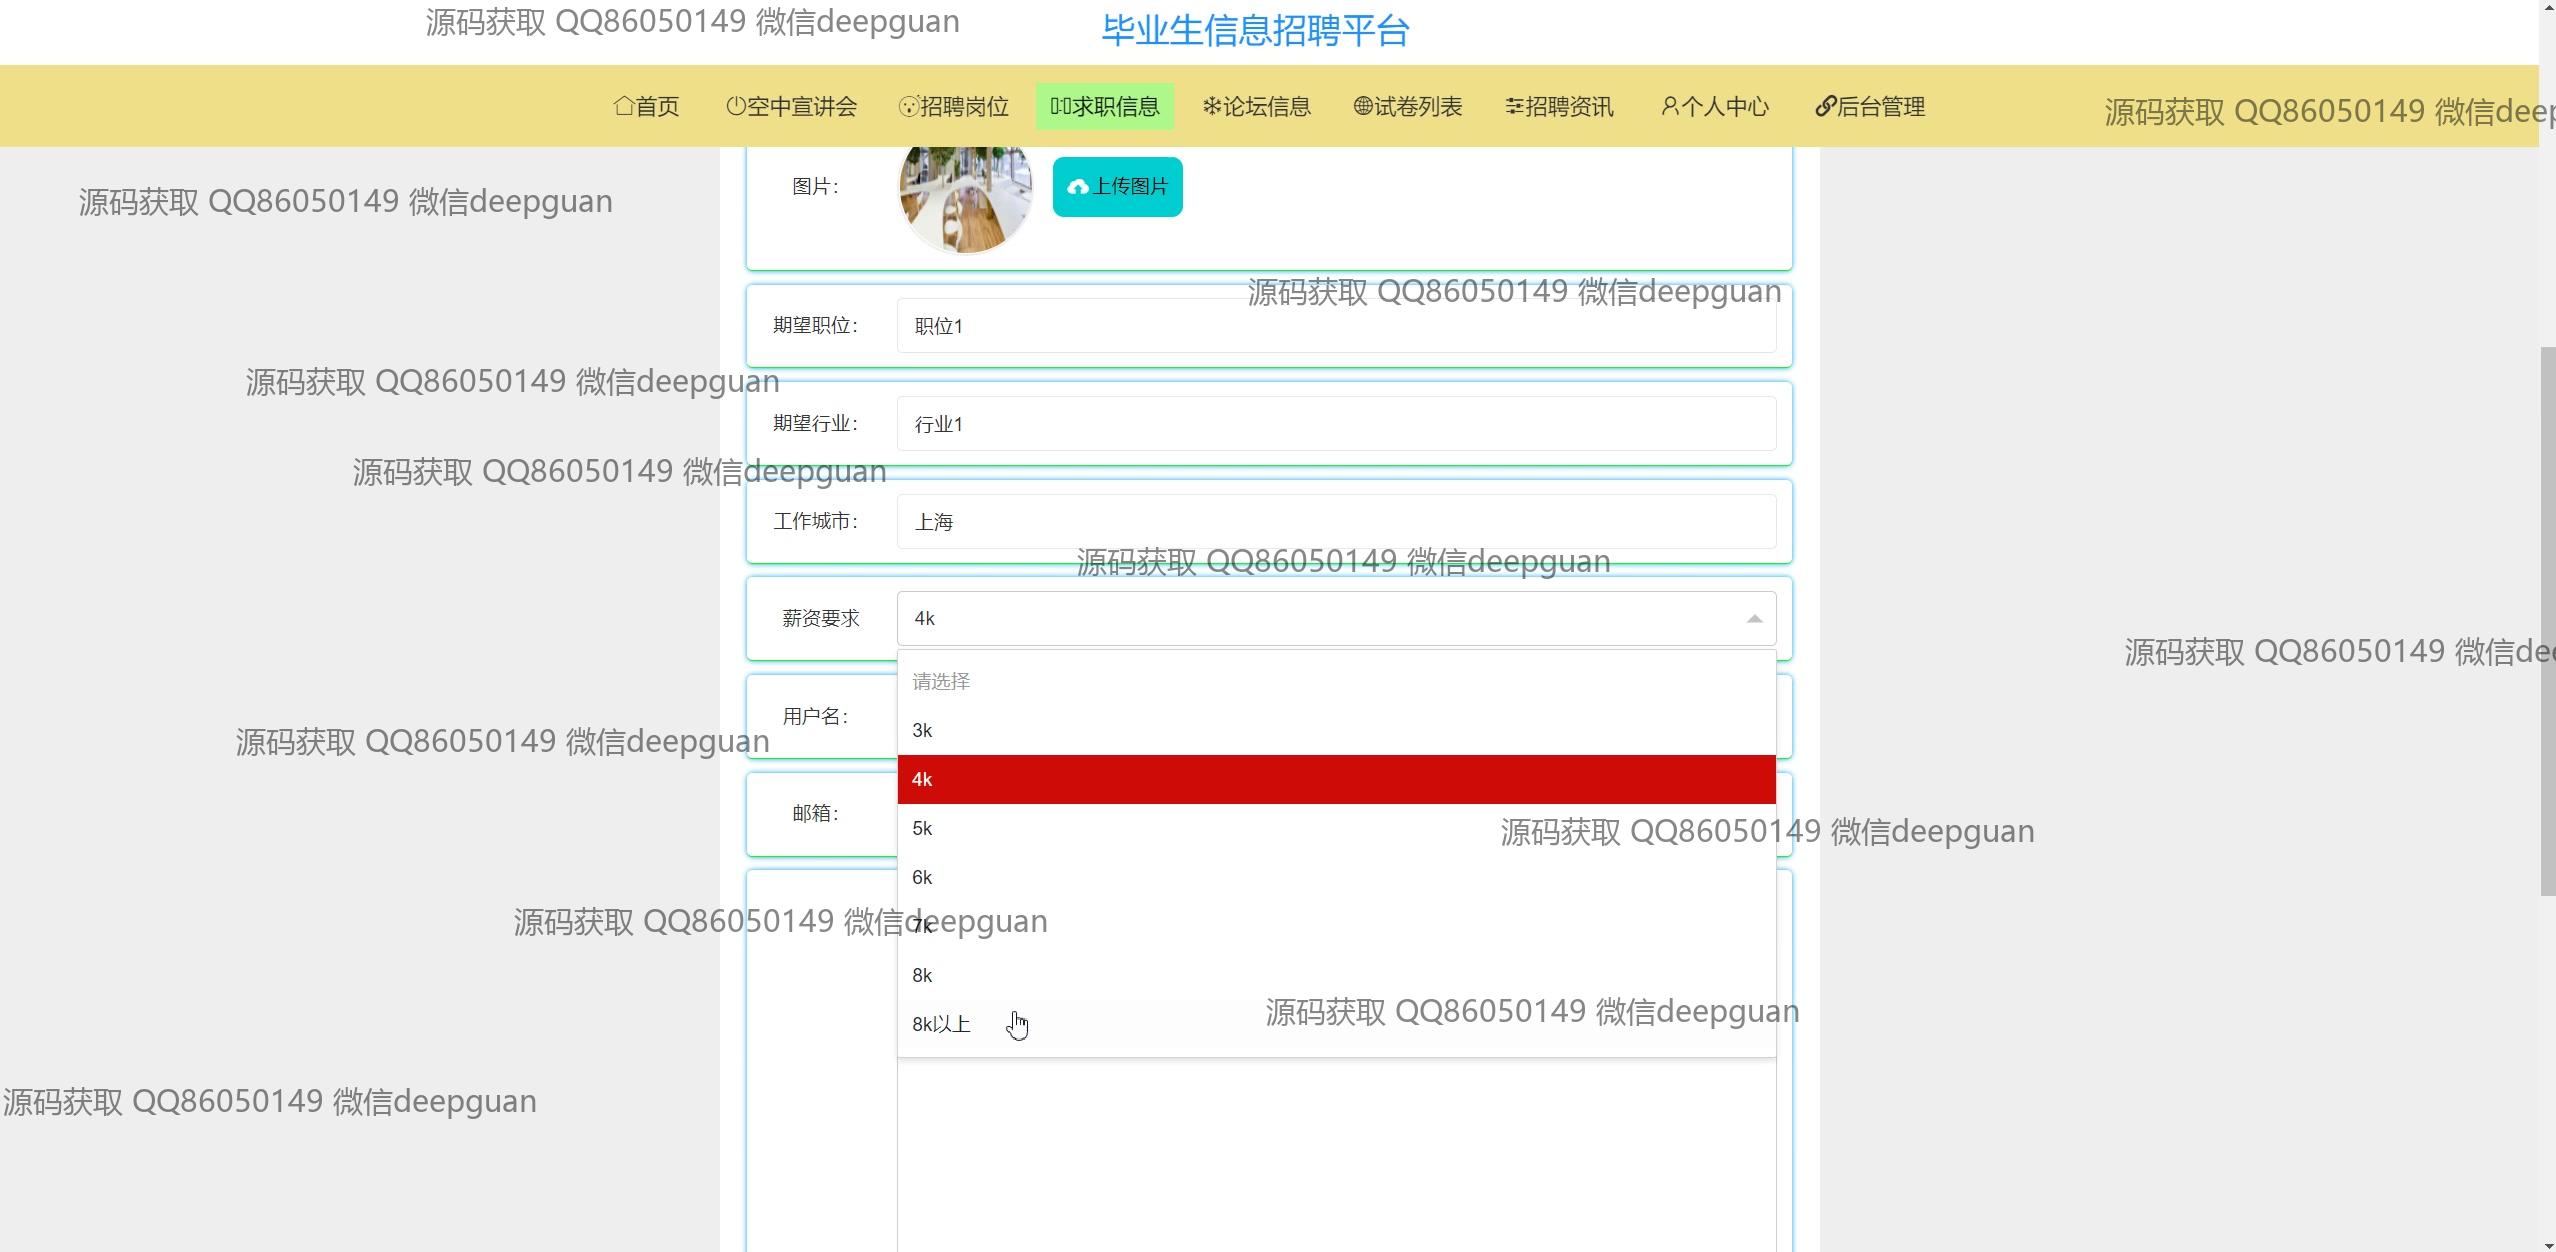 源码获取 QQ86050149 微信deepguan
毕业生信息招聘平台
首页 空中宣讲会 招聘岗位 求职信息 论坛信息 试卷列表 招聘资讯 个人中心 后台管理
源码获取 QQ86050149 微信deep
图片：
上传图片
源码获取 QQ86050149 微信deepguan
源码获取 QQ86050149 微信deepguan
期望职位：
职位1
源码获取 QQ86050149 微信deepguan
期望行业：
行业1
源码获取 QQ86050149 微信deepguan
工作城市：
上海
源码获取 QQ86050149 微信deepguan
薪资要求
4k
源码获取 QQ86050149 微信de
请选择
用户名：
3k
源码获取 QQ86050149 微信deepguan
4k
邮箱：
5k
源码获取 QQ86050149 微信deepguan
6k
源码获取 QQ86050149 微信deepguan
7k
8k
源码获取 QQ86050149 微信deepguan
8k以上
源码获取 QQ86050149 微信deepguan